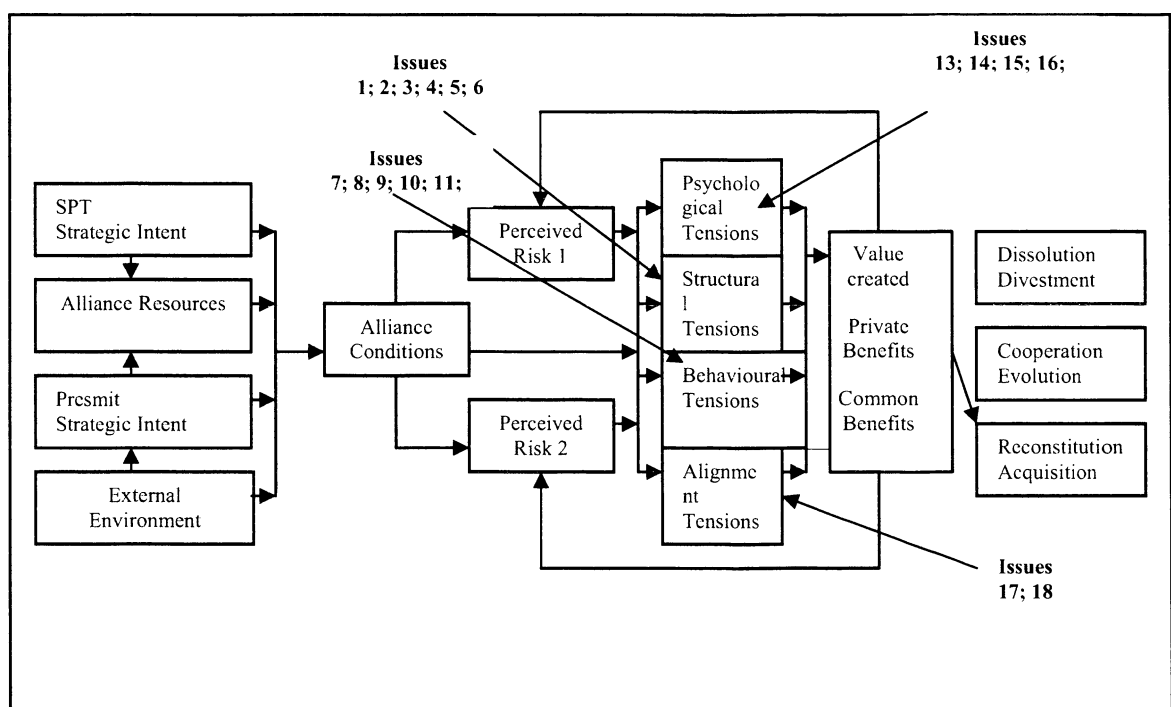 Issues
13; 14; 15; 16;
Issues
1; 2; 3; 4; 5; 6
Issues
7; 8; 9; 10; 11;
SPT
Strategic Intent
Alliance Resources
Presmit
Strategic Intent
External
Environment
Alliance
Conditions
Perceived
Risk 1
Perceived
Risk 2
Psycholo
gical
Tensions
Structura
l
Tensions
Behavioural
Tensions
Alignme
nt
Tensions
Value
created
Private
Benefits
Common
Benefits
Dissolution
Divestment
Cooperation
Evolution
Reconstitution
Acquisition
Issues
17; 18